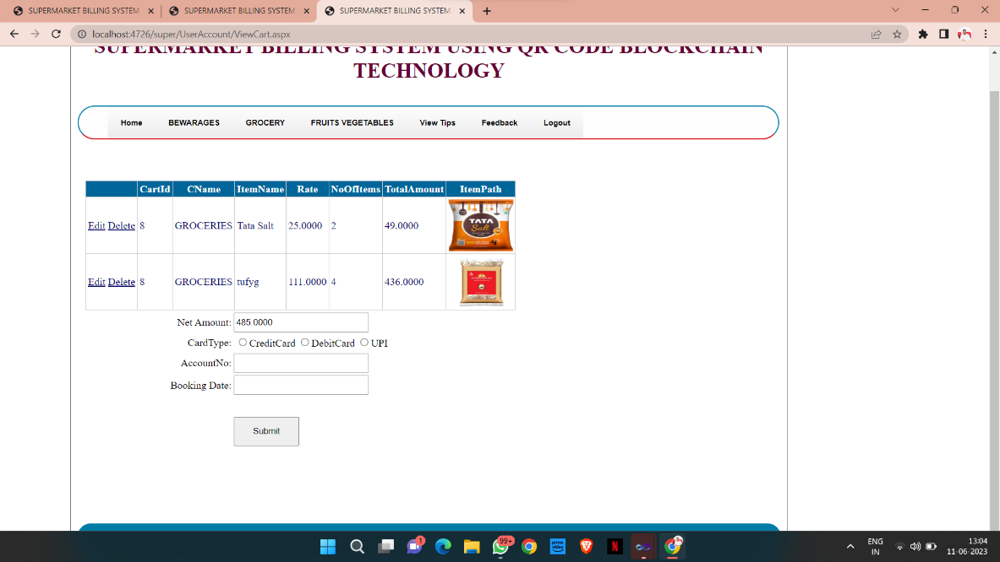 SUPERMARKET BILLING SYSTEM
SUPERMARKET BILLING SYSTEM
SUPERMARKET BILLING SYSTEM
localhost:4726/super/UserAccount/ViewCart.aspx
SUPERMARKET BILLING SYSTEM USING QR CODE BLOCKCHAIN
TECHNOLOGY
Home BEWARAGES GROCERY FRUITS VEGETABLES View Tips Feedback Logout
CartId CName ItemName Rate NoOfItems TotalAmount ItemPath
Edit Delete 8 GROCERIES Tata Salt 25.0000 2 49.0000
TATA
Salt
Edit Delete 8 GROCERIES tufyg 111.0000 4 436.0000
Net Amount: 485.0000
CardType: CreditCard DebitCard UPI
AccountNo:
Booking Date:
Submit
1
99+
prime video
N
ENG
IN
13:04
11-06-2023